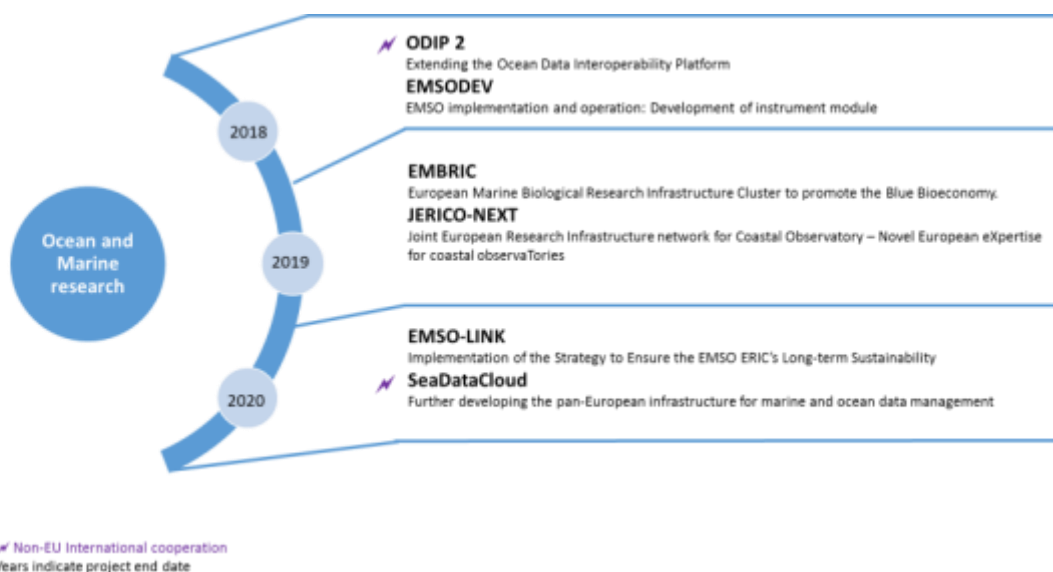 ODIP 2
Extending the Ocean Data Interoperability Platform
EMSODEV
EMSO implementation and operation: Development of instrument module
2018
EMBRIC
European Marine Biological Research Infrastructure Cluster to promote the Blue Bioeconomy.
JERICO-NEXT
Joint European Research Infrastructure network for Coastal Observatory – Novel European eXpertise
for coastal observaTories
Ocean and
Marine
research
2019
EMSO-LINK
Implementation of the Strategy to Ensure the EMSO ERIC's Long-term Sustainability
SeaDataCloud
Further developing the pan-European infrastructure for marine and ocean data management
2020
Non-EU International cooperation
Years indicate project end date